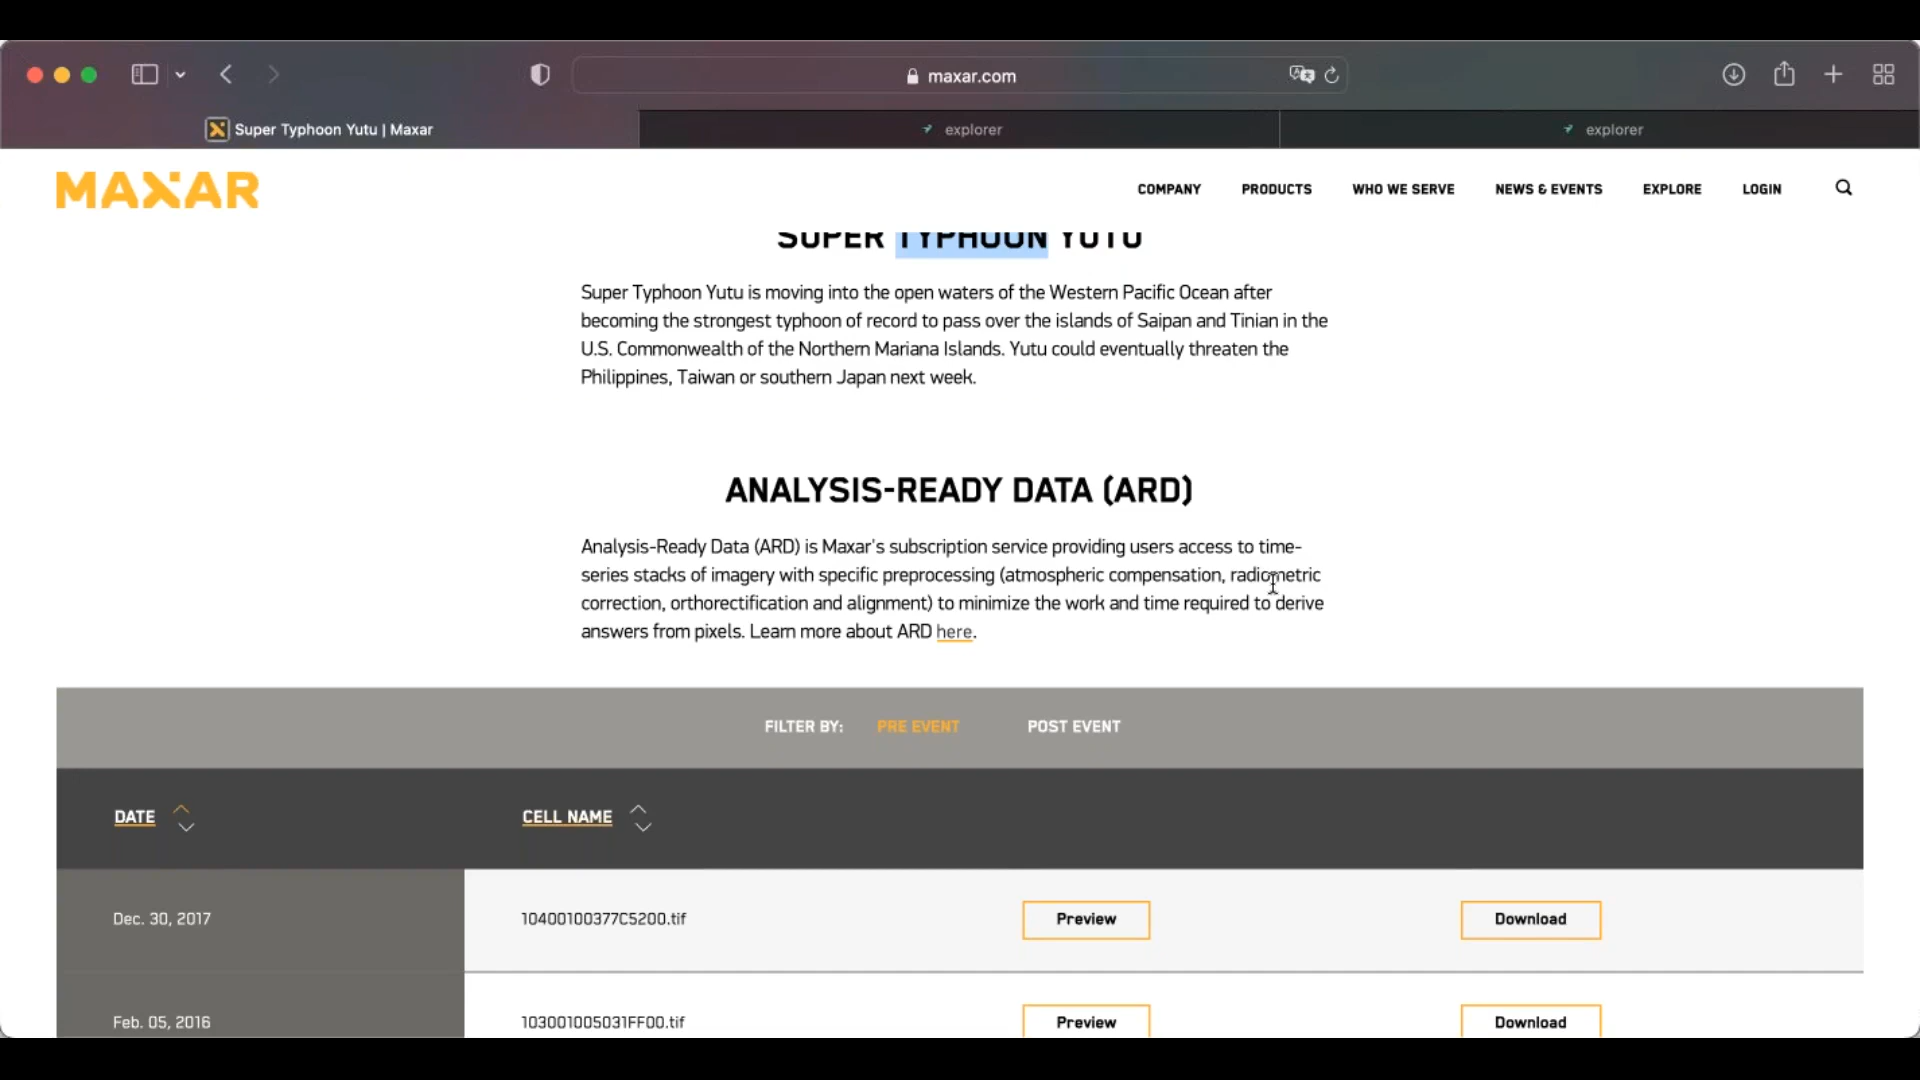 maxar.com
Super Typhoon Yutu | Maxar
explorer
explorer
MAXAR
COMPANY PRODUCTS WHO WE SERVE NEWS & EVENTS EXPLORE LOGIN
SUPER TYPHOON YUTU
Super Typhoon Yutu is moving into the open waters of the Western Pacific Ocean after
becoming the strongest typhoon of record to pass over the islands of Saipan and Tinian in the
U.S. Commonwealth of the Northern Mariana Islands. Yutu could eventually threaten the
Philippines, Taiwan or southern Japan next week.
ANALYSIS-READY DATA (ARD)
Analysis-Ready Data (ARD) is Maxar's subscription service providing users access to time-
series stacks of imagery with specific preprocessing (atmospheric compensation, radiometric
correction, orthorectification and alignment) to minimize the work and time required to derive
answers from pixels. Learn more about ARD here.
FILTER BY: PRE EVENT POST EVENT
DATE CELL NAME
Dec. 30, 2017 10400100377C5200.tif Preview Download
Feb. 05, 2016 103001005031FF00.tif Preview Download